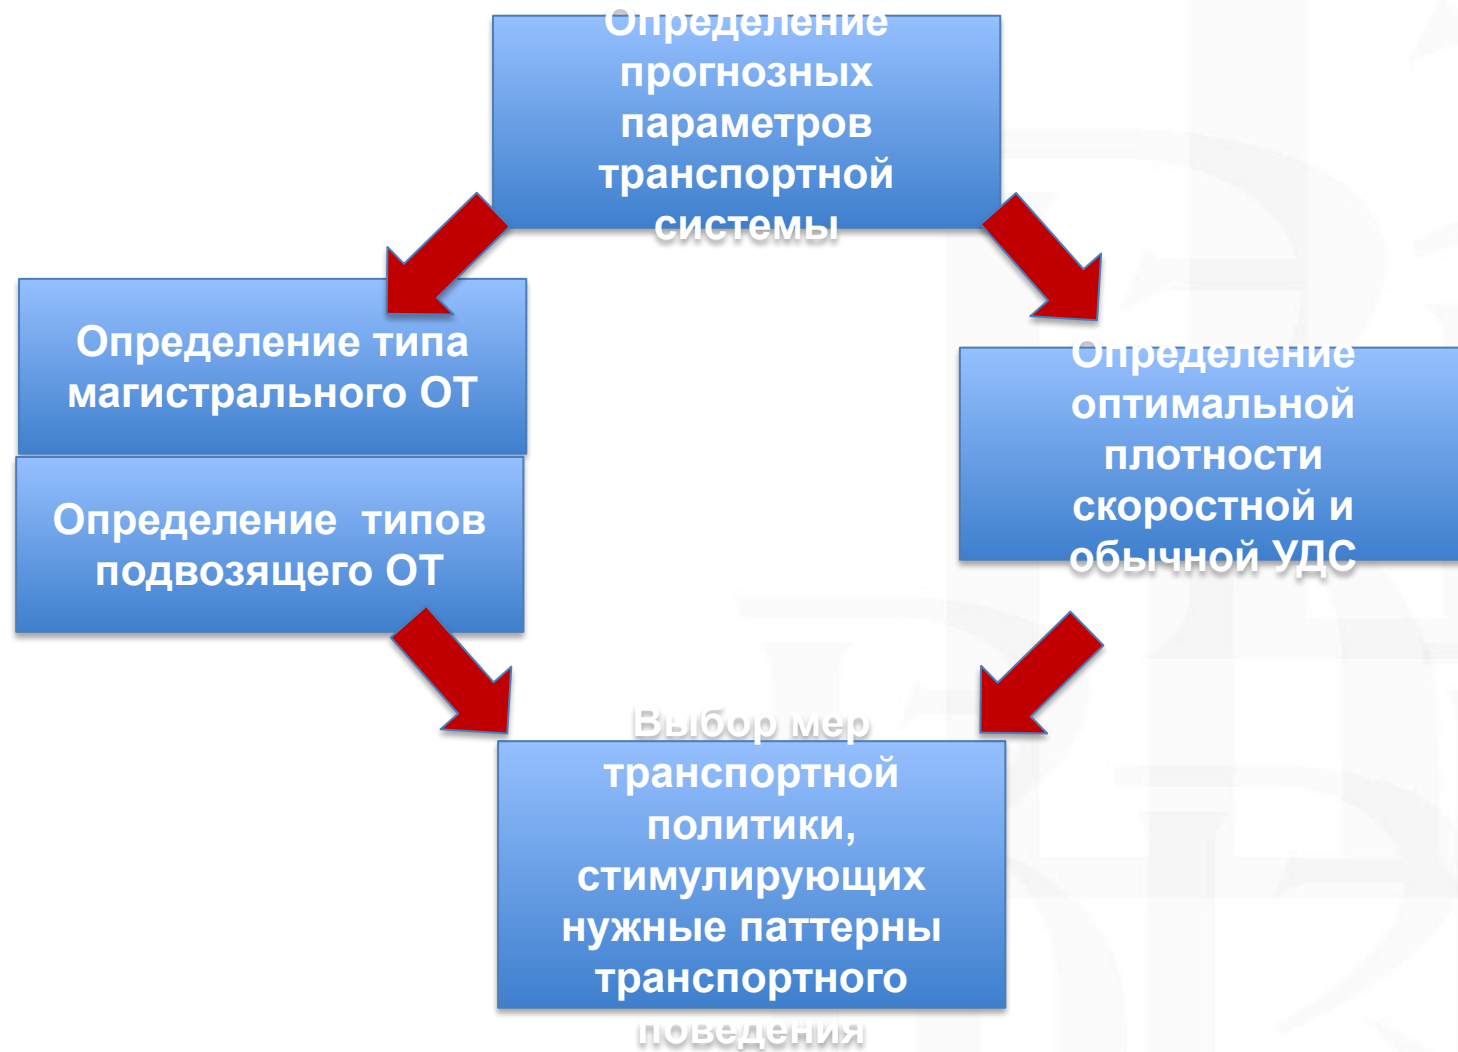 Определение
прогнозных
параметров
транспортной
системы
Определение типа
магистрального ОТ
Определение типов
подвозящего ОТ
Определение
оптимальной
плотности
скоростной и
обычной УДС
Выбор мер
транспортной
политики,
стимулирующих
нужные паттерны
транспортного
поведения